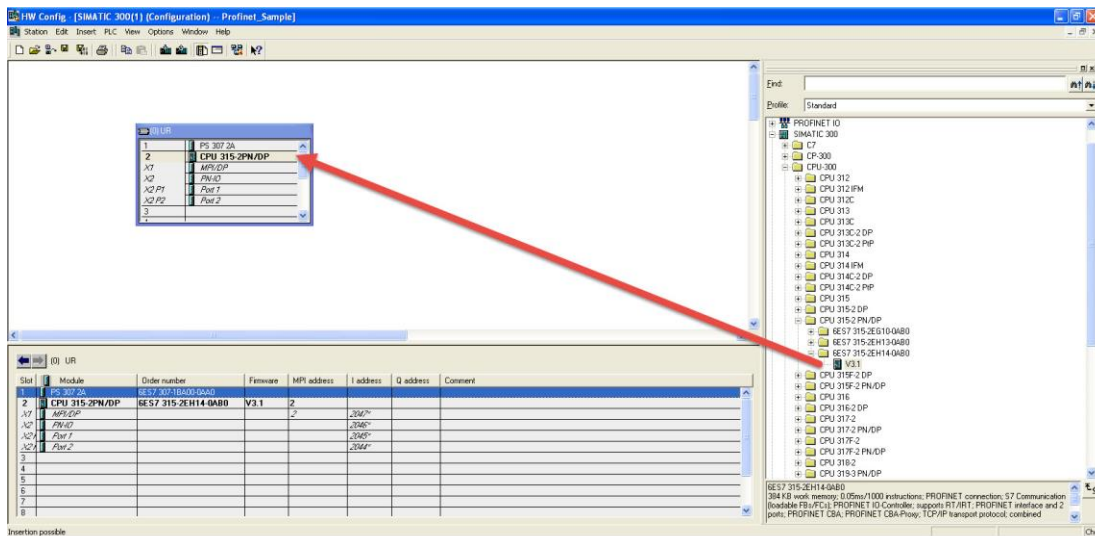 HW Config - [SIMATIC 300(1) (Configuration) -- Profinet_Sample]
Station Edit Insert PLC View Options Window Help
(0) UR
1 PS 307 2A
2 CPU 315-2PN/DP
X1 MPI/DP
X2 PN-IO
X2 P1 Port 1
X2 P2 Port 2
3
Find:
Profile: Standard
PROFINET IO
SIMATIC 300
C7
CP-300
CPU-300
CPU 312
CPU 312 IFM
CPU 312C
CPU 313
CPU 313C
CPU 313C-2 DP
CPU 313C-2 PtP
CPU 314
CPU 314 IFM
CPU 314C-2 DP
CPU 314C-2 PtP
CPU 315
CPU 315-2 DP
CPU 315-2 PN/DP
6ES7 315-2EG10-0AB0
6ES7 315-2EH13-0AB0
6ES7 315-2EH14-0AB0
V3.1
CPU 315F-2 DP
CPU 315F-2 PN/DP
CPU 316
CPU 316-2 DP
CPU 317-2
CPU 317-2 PN/DP
CPU 317F-2
CPU 317F-2 PN/DP
CPU 318-2
CPU 319-3 PN/DP
(0) UR
Slot Module Order number Firmware MPI address I address Q address Comment
1 PS 307 2A 6ES7 307-1BA00-0AA0
2 CPU 315-2PN/DP 6ES7 315-2EH14-0AB0 V3.1 2
X1 MPI/DP 2 2047*
X2 PN-IO 2046*
X2 Port 1 2045*
X2 Port 2 2044*
3
4
5
6
7
8
6ES7 315-2EH14-0AB0
384 KB work memory; 0.05ms/1000 instructions; PROFINET connection; S7 Communication
(loadable FBs/FCs); PROFINET IO-Controller; supports RT/IRT; PROFINET interface and 2
ports; PROFINET CBA; PROFINET CBA-Proxy; TCP/IP transport protocol; combined
Insertion possible
Ch